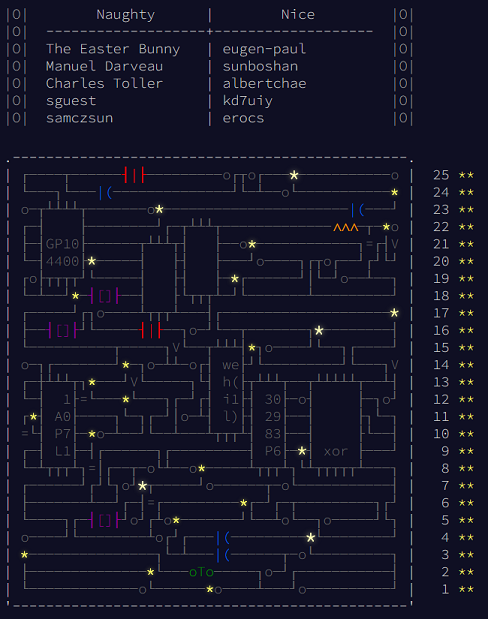 |O| Naughty | Nice |O|
|O| -------------------+------------------- |O|
|O| The Easter Bunny | eugen-paul |O|
|O| Manuel Darveau | sunboshan |O|
|O| Charles Toller | albertchae |O|
|O| sguest | kd7uiy |O|
|O| samczsun | erocs |O|
25 **
24 **
23 **
22 **
GP10 21 **
4400 20 **
19 **
18 **
17 **
16 **
15 **
we 14 **
h( 13 **
1 i1 30 12 **
A0 l) 29 11 **
P7 83 10 **
L1 P6 xor 9 **
8 **
7 **
6 **
5 **
4 **
3 **
oTo 2 **
1 **